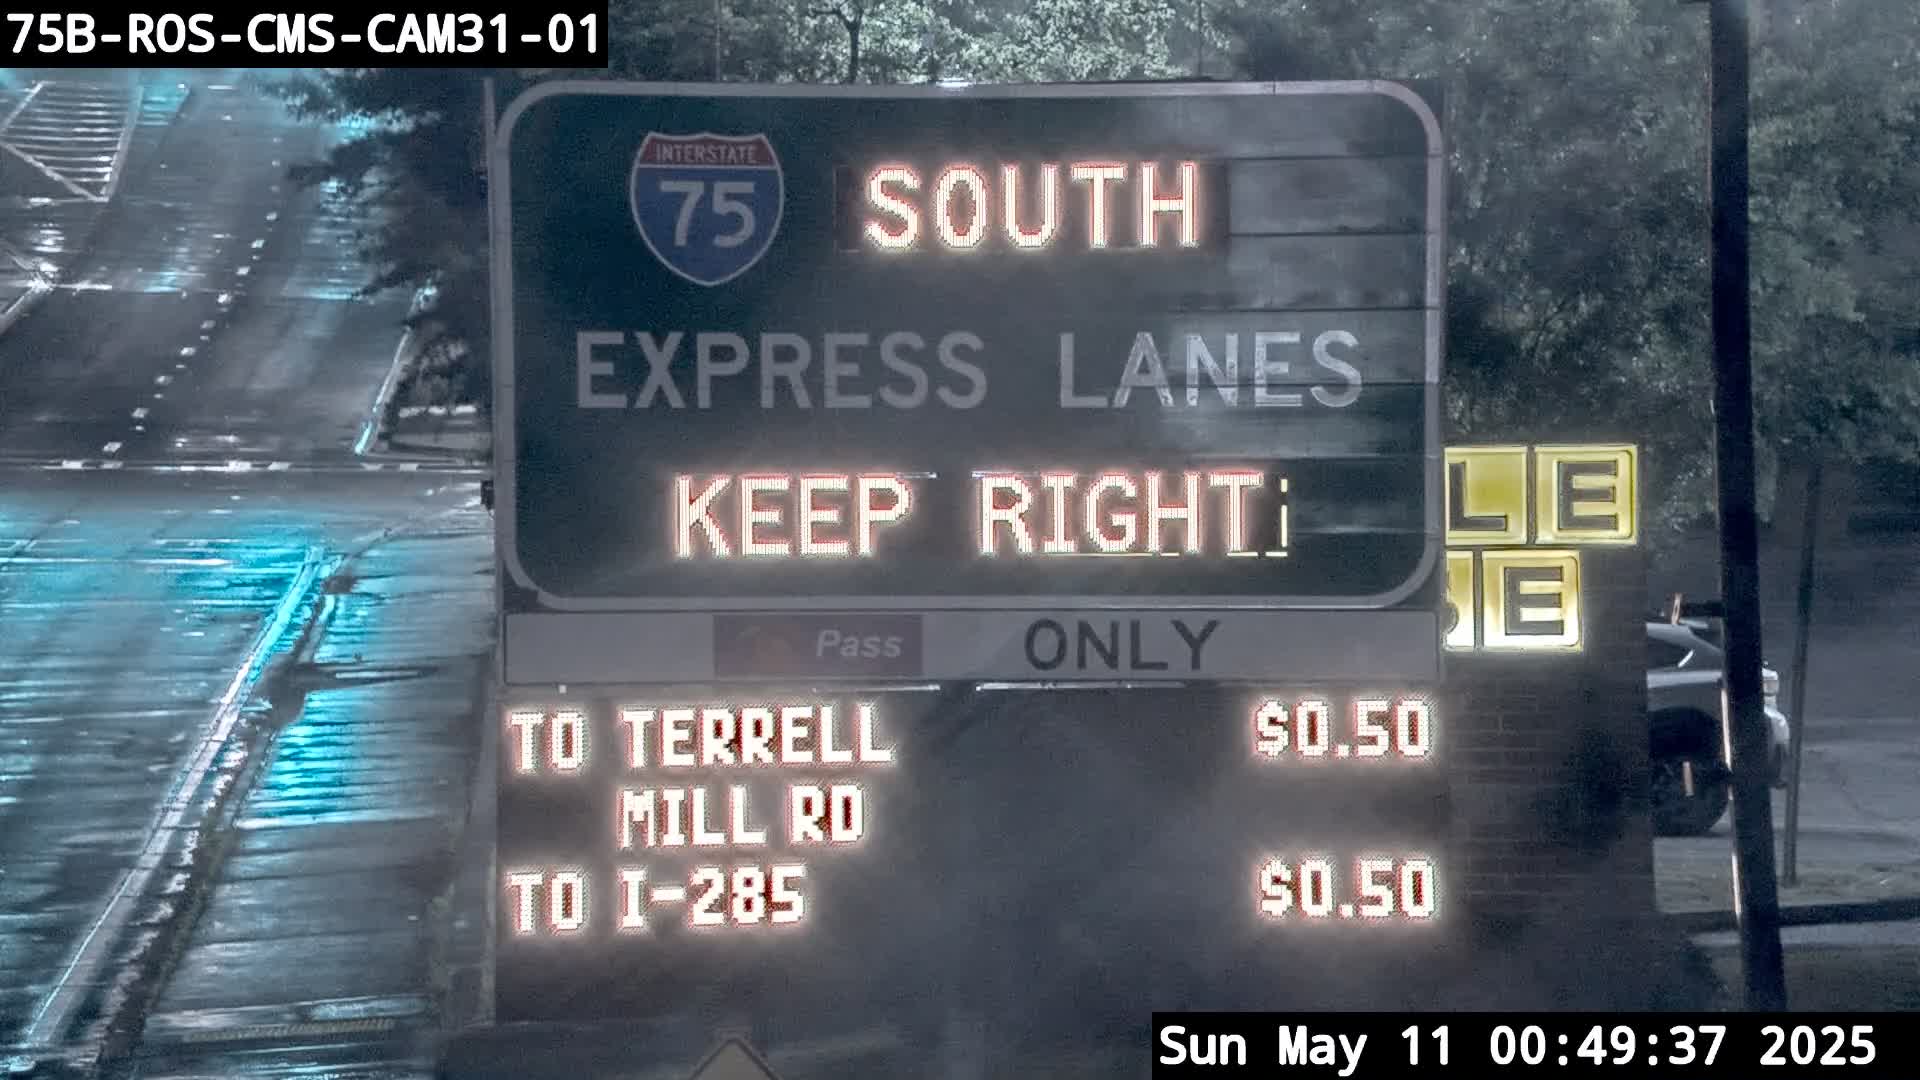 75B-ROS-CMS-CAM31-01
INTERSTATE
75
SOUTH
EXPRESS LANES
KEEP RIGHT
Pass ONLY
TO TERRELL $0.50
MILL RD
TO I-285 $0.50
LE
E
Sun May 11 00:49:37 2025